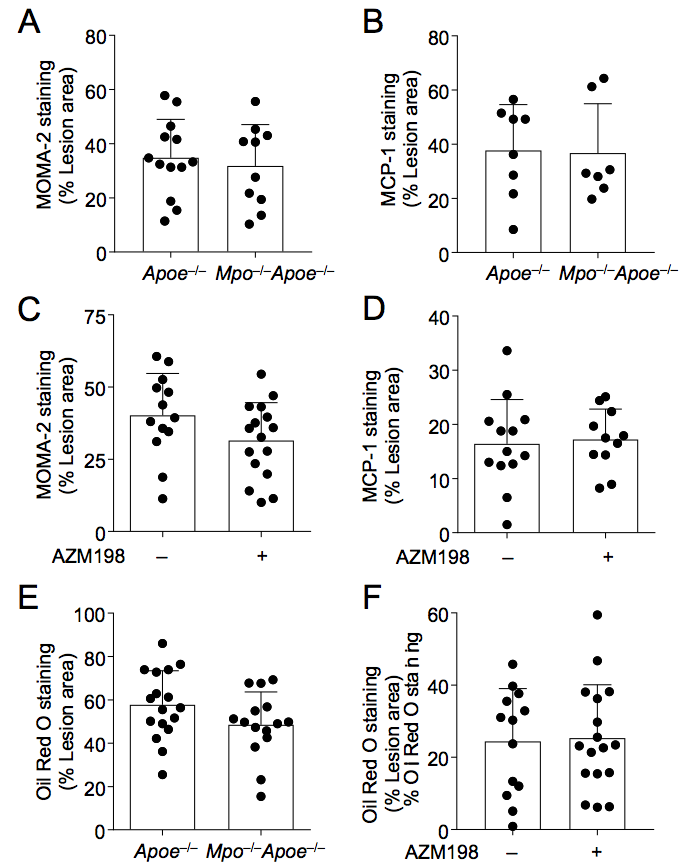 A
MOMA-2 staining
(% Lesion area)
80
60
40
20
0
Apoe–/–
Mpo–/–Apoe–/–
B
MCP-1 staining
(% Lesion area)
80
60
40
20
0
Apoe–/–
Mpo–/–Apoe–/–
C
MOMA-2 staining
(% Lesion area)
75
50
25
0
AZM198 – +
D
MCP-1 staining
(% Lesion area)
40
30
20
10
0
AZM198 – +
E
Oil Red O staining
(% Lesion area)
100
80
60
40
20
0
Apoe–/–
Mpo–/–Apoe–/–
F
Oil Red O staining
(% Lesion area)
% O l Red O sta
60
40
20
0
AZM198 – +